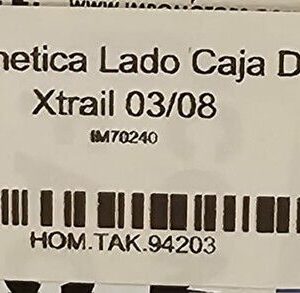 netica Lado Caja D
Xtrail 03/08
IM70240
HOM.TAK.94203